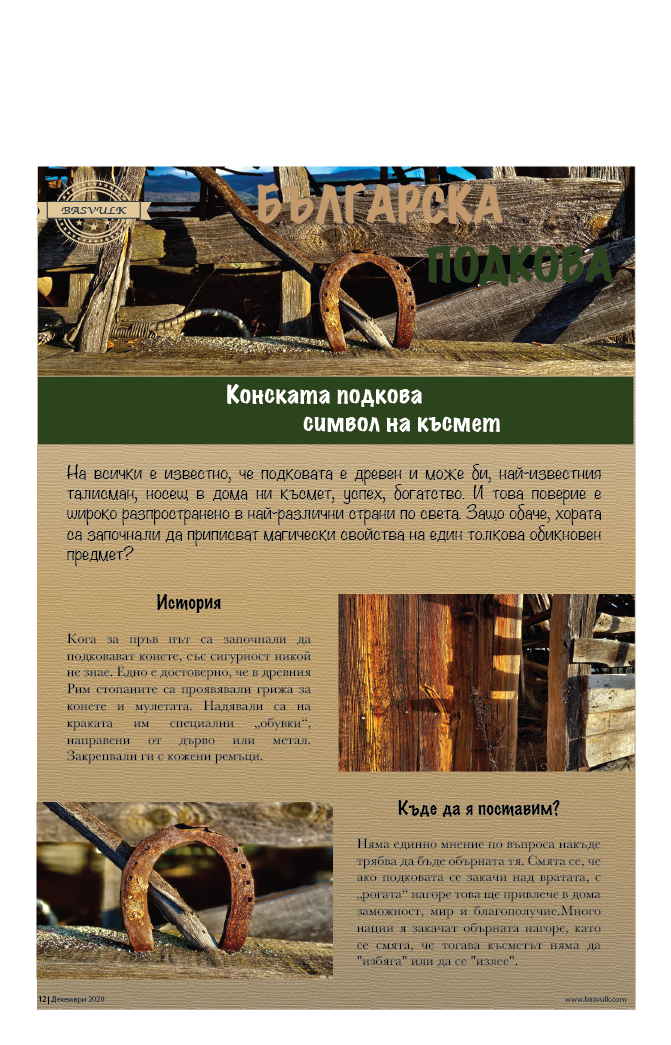 BASVULK
БЪЛГАРСКА
ПОДКОВА
Конската подкова
символ на късмет
На всички е известно, че подковата е древен и може би, най-известния
талисман, носещ в дома ни късмет, успех, богатство. И това поверие е
широко разпространено в най-различни страни по света. Защо обаче, хората
са започнали да приписват магически свойства на един толкова обикновен
предмет?
История
Кога за пръв път са започнали да
подковават конете, със сигурност никой
не знае. Едно е достоверно, че в древния
Рим стопаните са проявявали грижа за
конете и мулетата. Надявали са на
краката им специални „обувки“,
направени от дърво или метал.
Закрепвали ги с кожени ремъци.
Къде да я поставим?
Няма единно мнение по въпроса накъде
трябва да бъде обърната тя. Смята се, че
ако подковата се закачи над вратата, с
„рогата“ нагоре това ще привлече в дома
заможност, мир и благополучие.Много
нации я закачат обърната нагоре, като
се смята, че тогава късметът няма да
"избяга" или да се "излее".
12|Декември 2020
www.basvulk.com